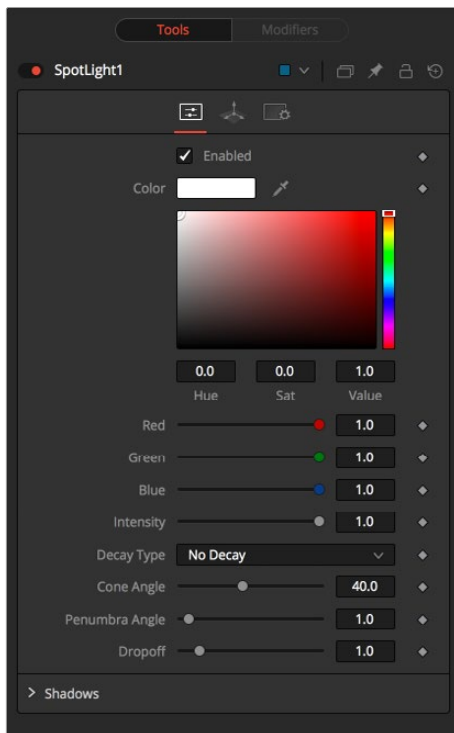 Tools Modifiers
SpotLight1
Enabled
Color
0.0 0.0 1.0
Hue Sat Value
Red 1.0
Green 1.0
Blue 1.0
Intensity 1.0
Decay Type No Decay
Cone Angle 40.0
Penumbra Angle 1.0
Dropoff 1.0
Shadows